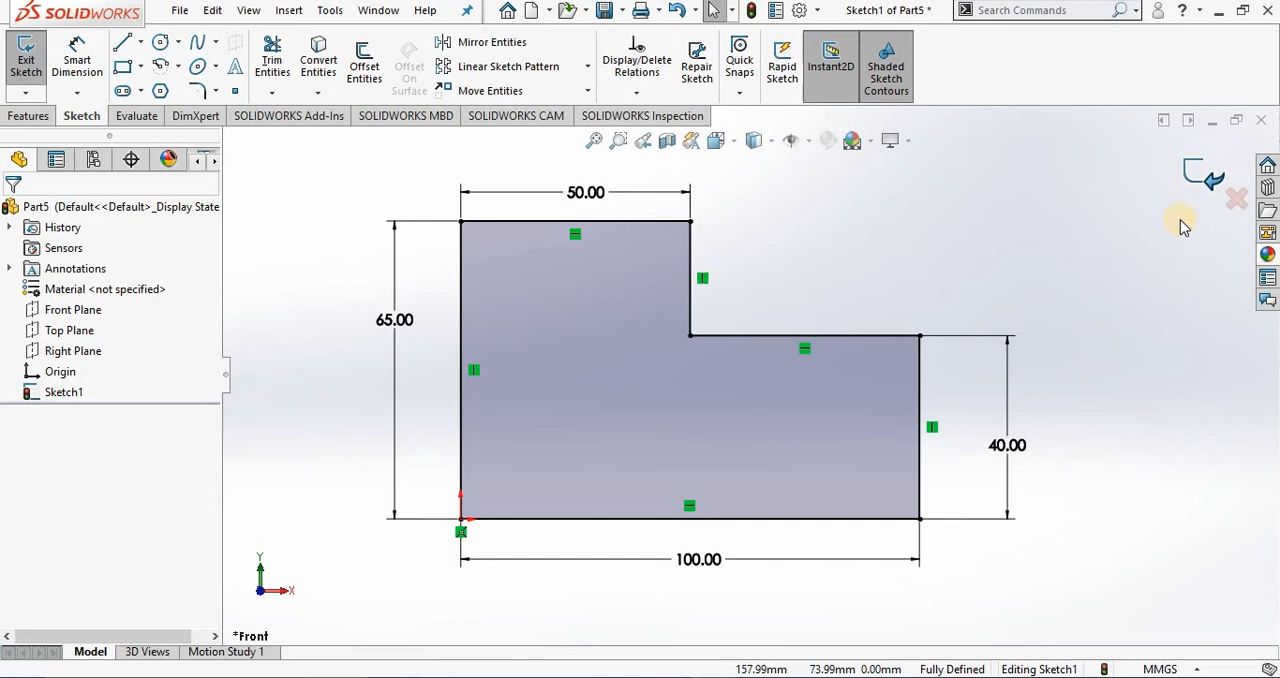 SOLIDWORKS File Edit View Insert Tools Window Help Sketch1 of Part5 * Search Commands ?
Exit Sketch Smart Dimension Trim Entities Convert Entities Offset Entities Offset On Surface Mirror Entities Linear Sketch Pattern Move Entities Display/Delete Relations Repair Sketch Quick Snaps Rapid Sketch Instant2D Shaded Sketch Contours
Features Sketch Evaluate DimXpert SOLIDWORKS Add-Ins SOLIDWORKS MBD SOLIDWORKS CAM SOLIDWORKS Inspection
Part5 (Default<<Default>_Display State
History
Sensors
Annotations
Material <not specified>
Front Plane
Top Plane
Right Plane
Origin
Sketch1
50.00
65.00
40.00
100.00
Y
X
*Front
Model 3D Views Motion Study 1
157.99mm 73.99mm 0.00mm Fully Defined Editing Sketch1 MMGS